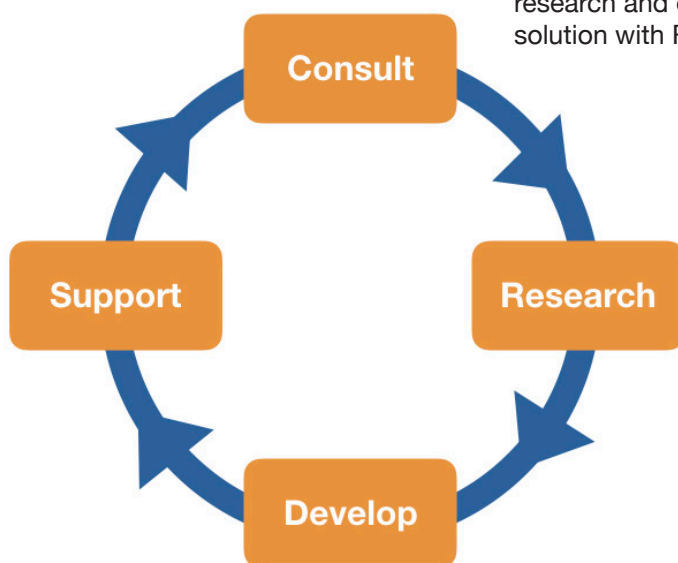 research and
solution with
Consult
Support
Research
Develop